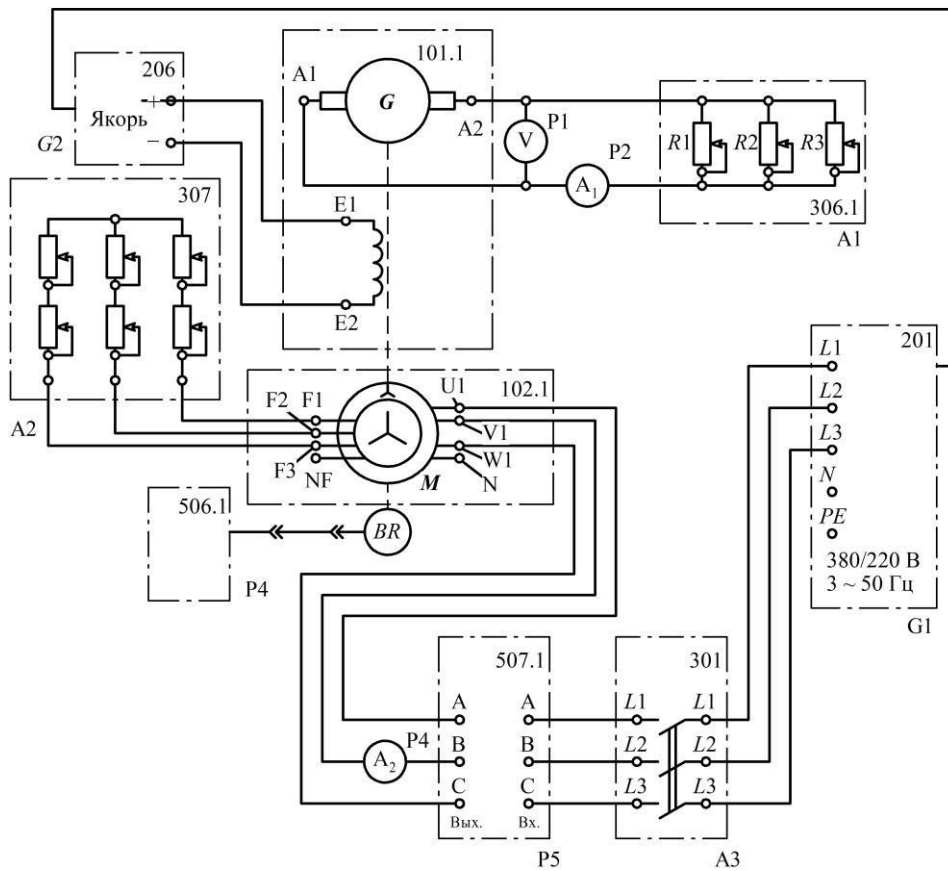 101.1
206
A1
G
Якорь
+
−
G2
A2
P1
V
P2
A1
R1
R2
R3
306.1
A1
307
E1
E2
A2
102.1
F1
F2
F3
NF
U1
V1
W1
N
M
201
L1
L2
L3
N
PE
380/220 В
3 ~ 50 Гц
G1
506.1
BR
P4
507.1
301
A
A
L1
L1
P4
A2
B
B
L2
L2
C
C
L3
L3
Вых.
Вх.
P5
A3